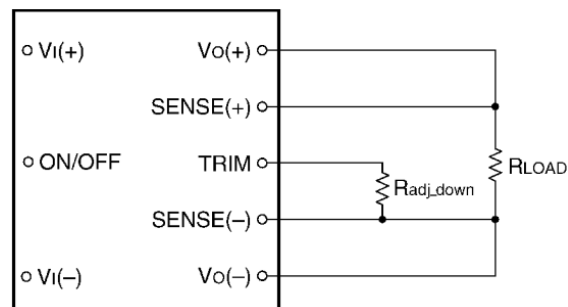 VI(+) VO(+)
SENSE(+)
ON/OFF TRIM RLOAD
Radj_down
SENSE(−)
VI(−) VO(−)